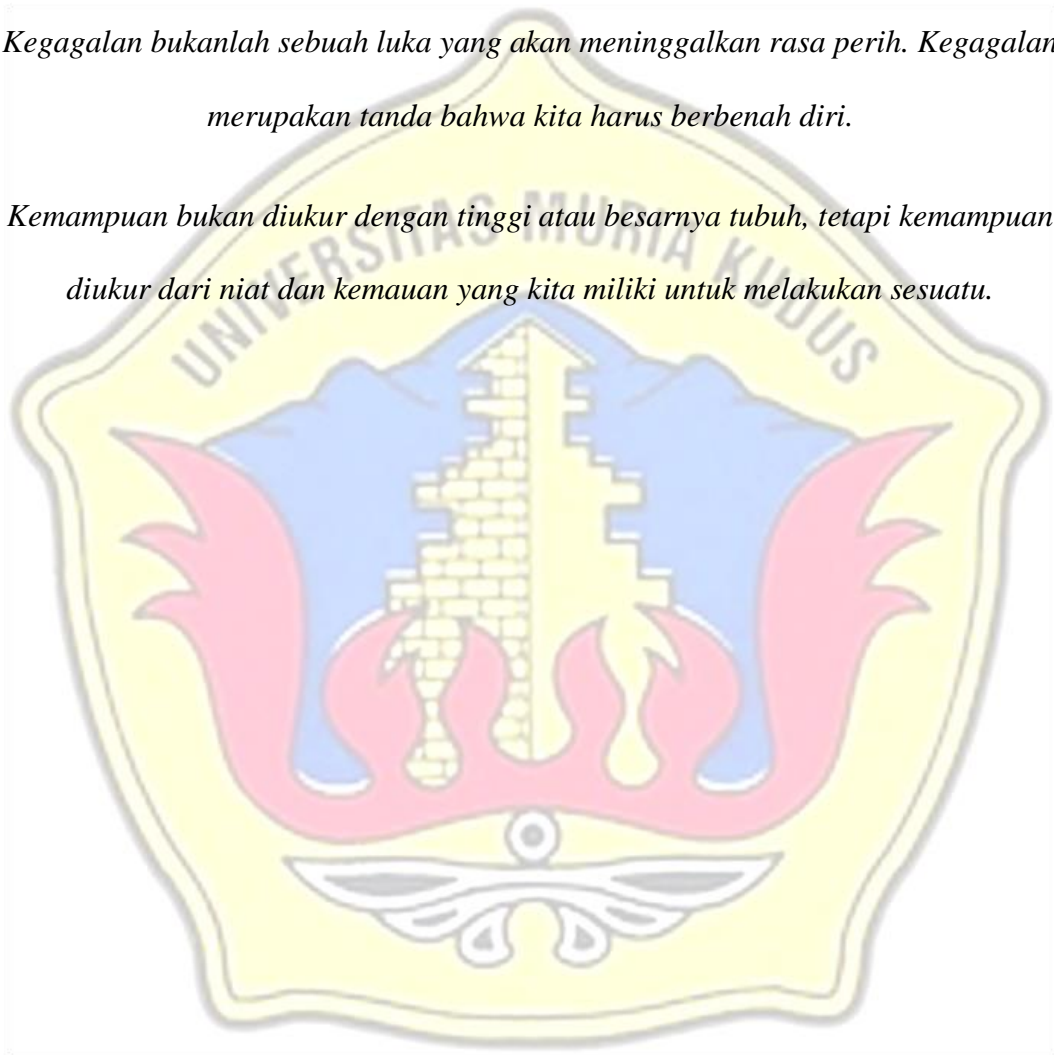 Kegagalan bukanlah sebuah luka yang akan meninggalkan rasa perih. Kegagalan
merupakan tanda bahwa kita harus berbenah diri.
Kemampuan bukan diukur dengan tinggi atau besarnya tubuh, tetapi kemampuan
diukur dari niat dan kemauan yang kita miliki untuk melakukan sesuatu.
UNIVERSITAS MURIA KUDUS